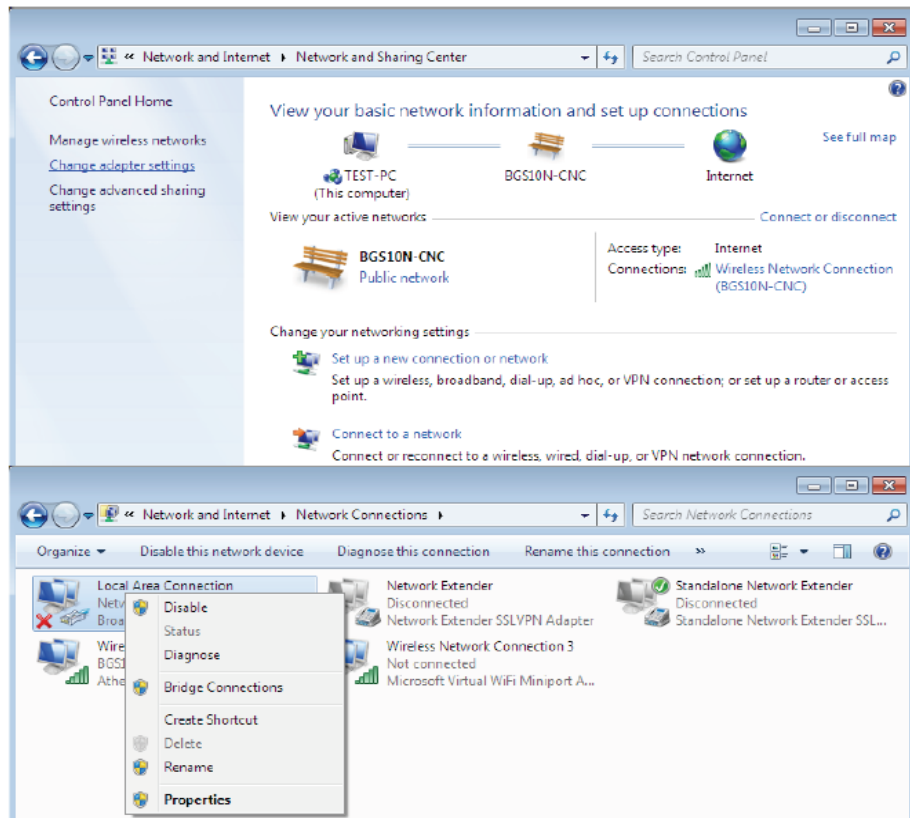 « Network and Internet ▸ Network and Sharing Center
Search Control Panel
Control Panel Home
Manage wireless networks
Change adapter settings
Change advanced sharing
settings
View your basic network information and set up connections
See full map
TEST-PC
(This computer)
BGS10N-CNC
Internet
View your active networks
Connect or disconnect
BGS10N-CNC
Public network
Access type: Internet
Connections: Wireless Network Connection
(BGS10N-CNC)
Change your networking settings
Set up a new connection or network
Set up a wireless, broadband, dial-up, ad hoc, or VPN connection; or set up a router or access
point.
Connect to a network
Connect or reconnect to a wireless, wired, dial-up, or VPN network connection.
« Network and Internet ▸ Network Connections ▸
Search Network Connections
Organize Disable this network device Diagnose this connection Rename this connection »
Local Area Connection
Netw
Broa
Wire
BGS1
Athe
Disable
Status
Diagnose
Bridge Connections
Create Shortcut
Delete
Rename
Properties
Network Extender
Disconnected
Network Extender SSLVPN Adapter
Wireless Network Connection 3
Not connected
Microsoft Virtual WiFi Miniport A...
Standalone Network Extender
Disconnected
Standalone Network Extender SSL...